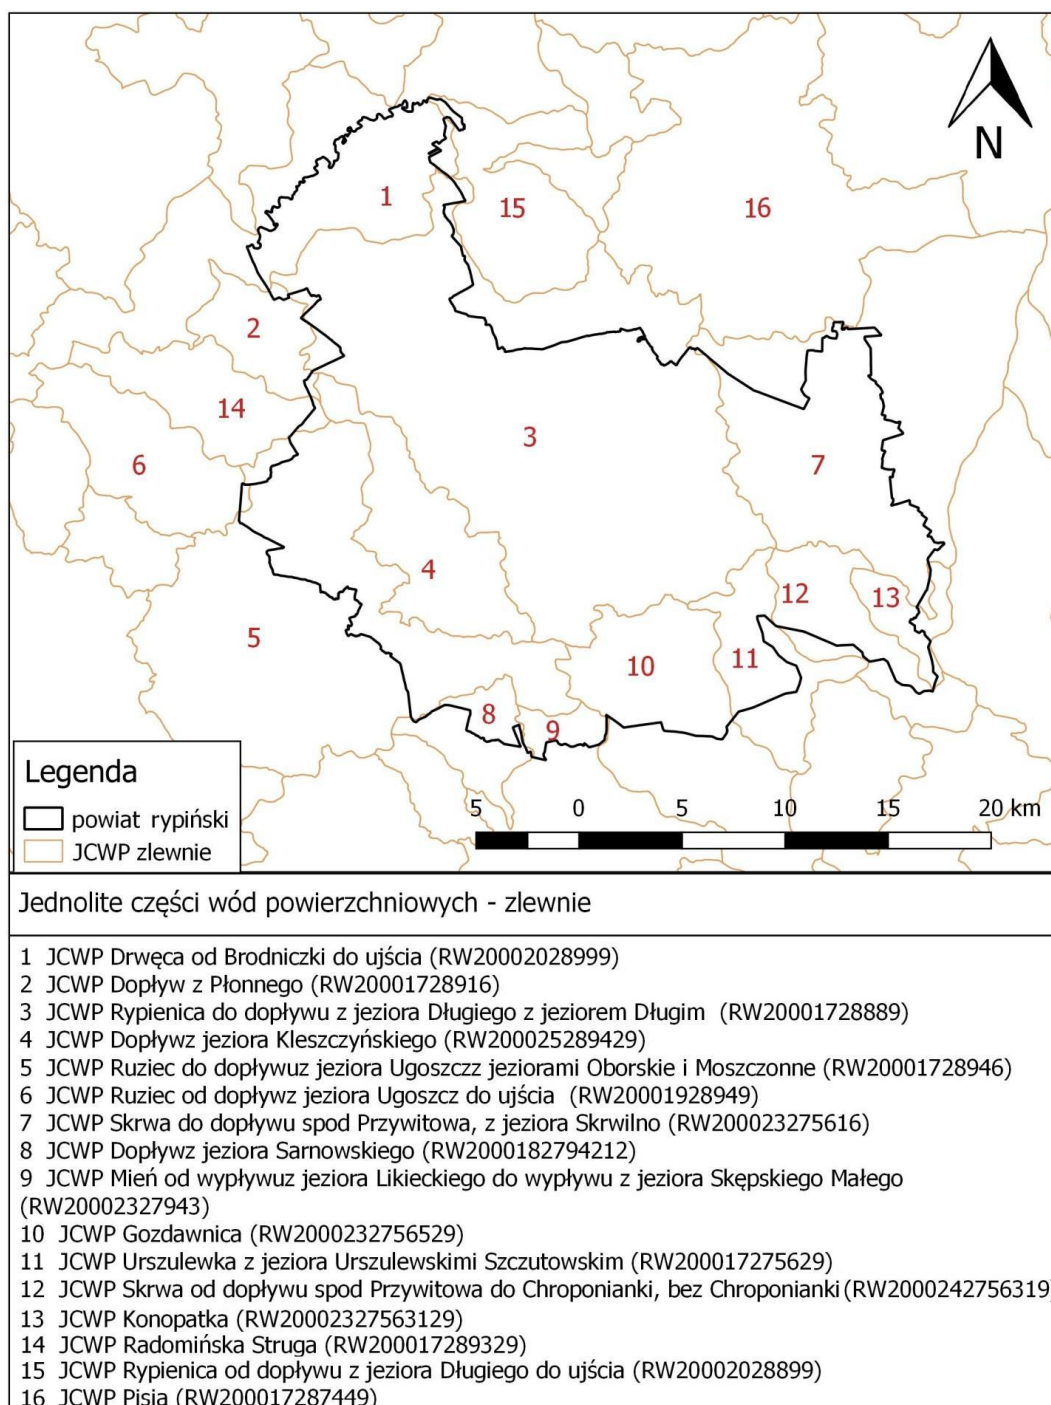 N
1
15
16
2
14
3
6
7
4
12
13
5
10
11
8
9
Legenda
powiat rypiński
JCWP zlewnie
5 0 5 10 15 20 km
Jednolite części wód powierzchniowych - zlewnie
1 JCWP Drwęca od Brodniczki do ujścia (RW20002028999)
2 JCWP Dopływ z Płonnego (RW20001728916)
3 JCWP Rypienica do dopływu z jeziora Długiego z jeziorem Długim (RW20001728889)
4 JCWP Dopływz jeziora Kleszczyńskiego (RW200025289429)
5 JCWP Ruziec do dopływuz jeziora Ugoszczz jeziorami Oborskie i Moszczonne (RW20001728946)
6 JCWP Ruziec od dopływz jeziora Ugoszcz do ujścia (RW20001928949)
7 JCWP Skrwa do dopływu spod Przywitowa, z jeziora Skrwilno (RW200023275616)
8 JCWP Dopływz jeziora Sarnowskiego (RW2000182794212)
9 JCWP Mień od wypływuz jeziora Likieckiego do wypływu z jeziora Skępskiego Małego
(RW20002327943)
10 JCWP Gozdawnica (RW2000232756529)
11 JCWP Urszulewka z jeziora Urszulewskimi Szczutowskim (RW200017275629)
12 JCWP Skrwa od dopływu spod Przywitowa do Chroponianki, bez Chroponianki (RW2000242756319)
13 JCWP Konopatka (RW20002327563129)
14 JCWP Radomińska Struga (RW200017289329)
15 JCWP Rypienica od dopływu z jeziora Długiego do ujścia (RW20002028899)
16 JCWP Pisia (RW200017287449)